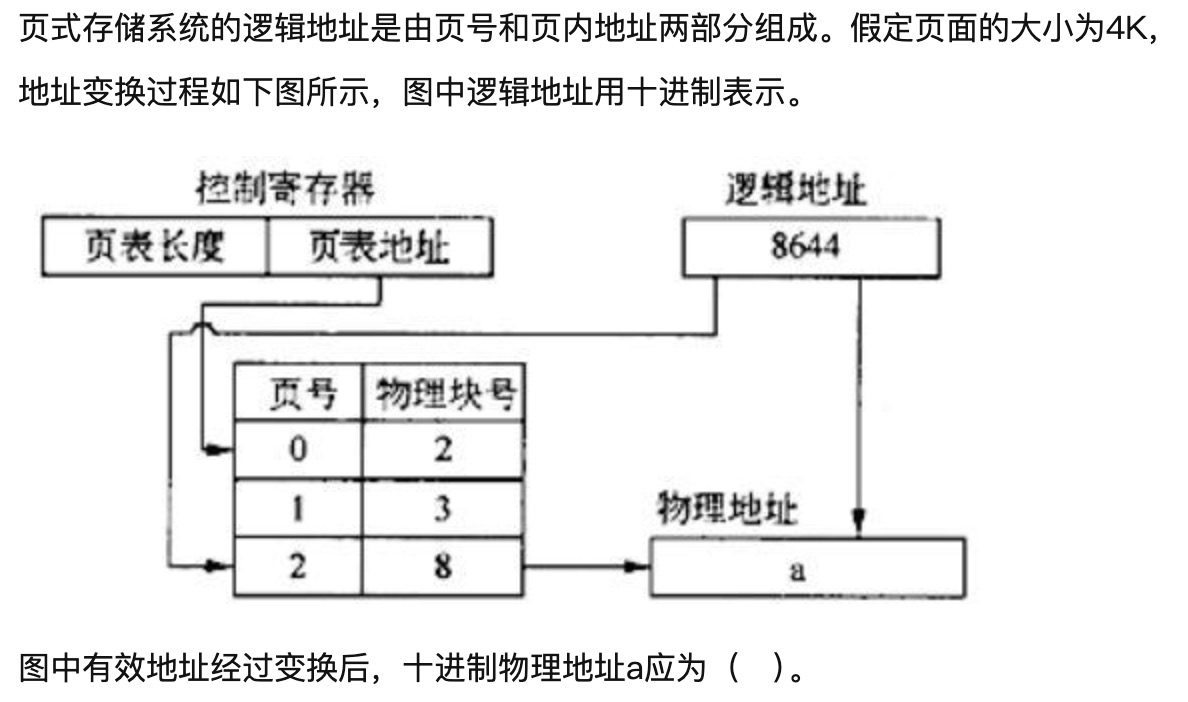 页式存储系统的逻辑地址是由页号和页内地址两部分组成。假定页面的大小为4K，
地址变换过程如下图所示，图中逻辑地址用十进制表示。
控制寄存器 逻辑地址
页表长度 页表地址 8644
页号 物理块号
0 2
1 3
物理地址
2 8 a
图中有效地址经过变换后，十进制物理地址a应为（ ）。